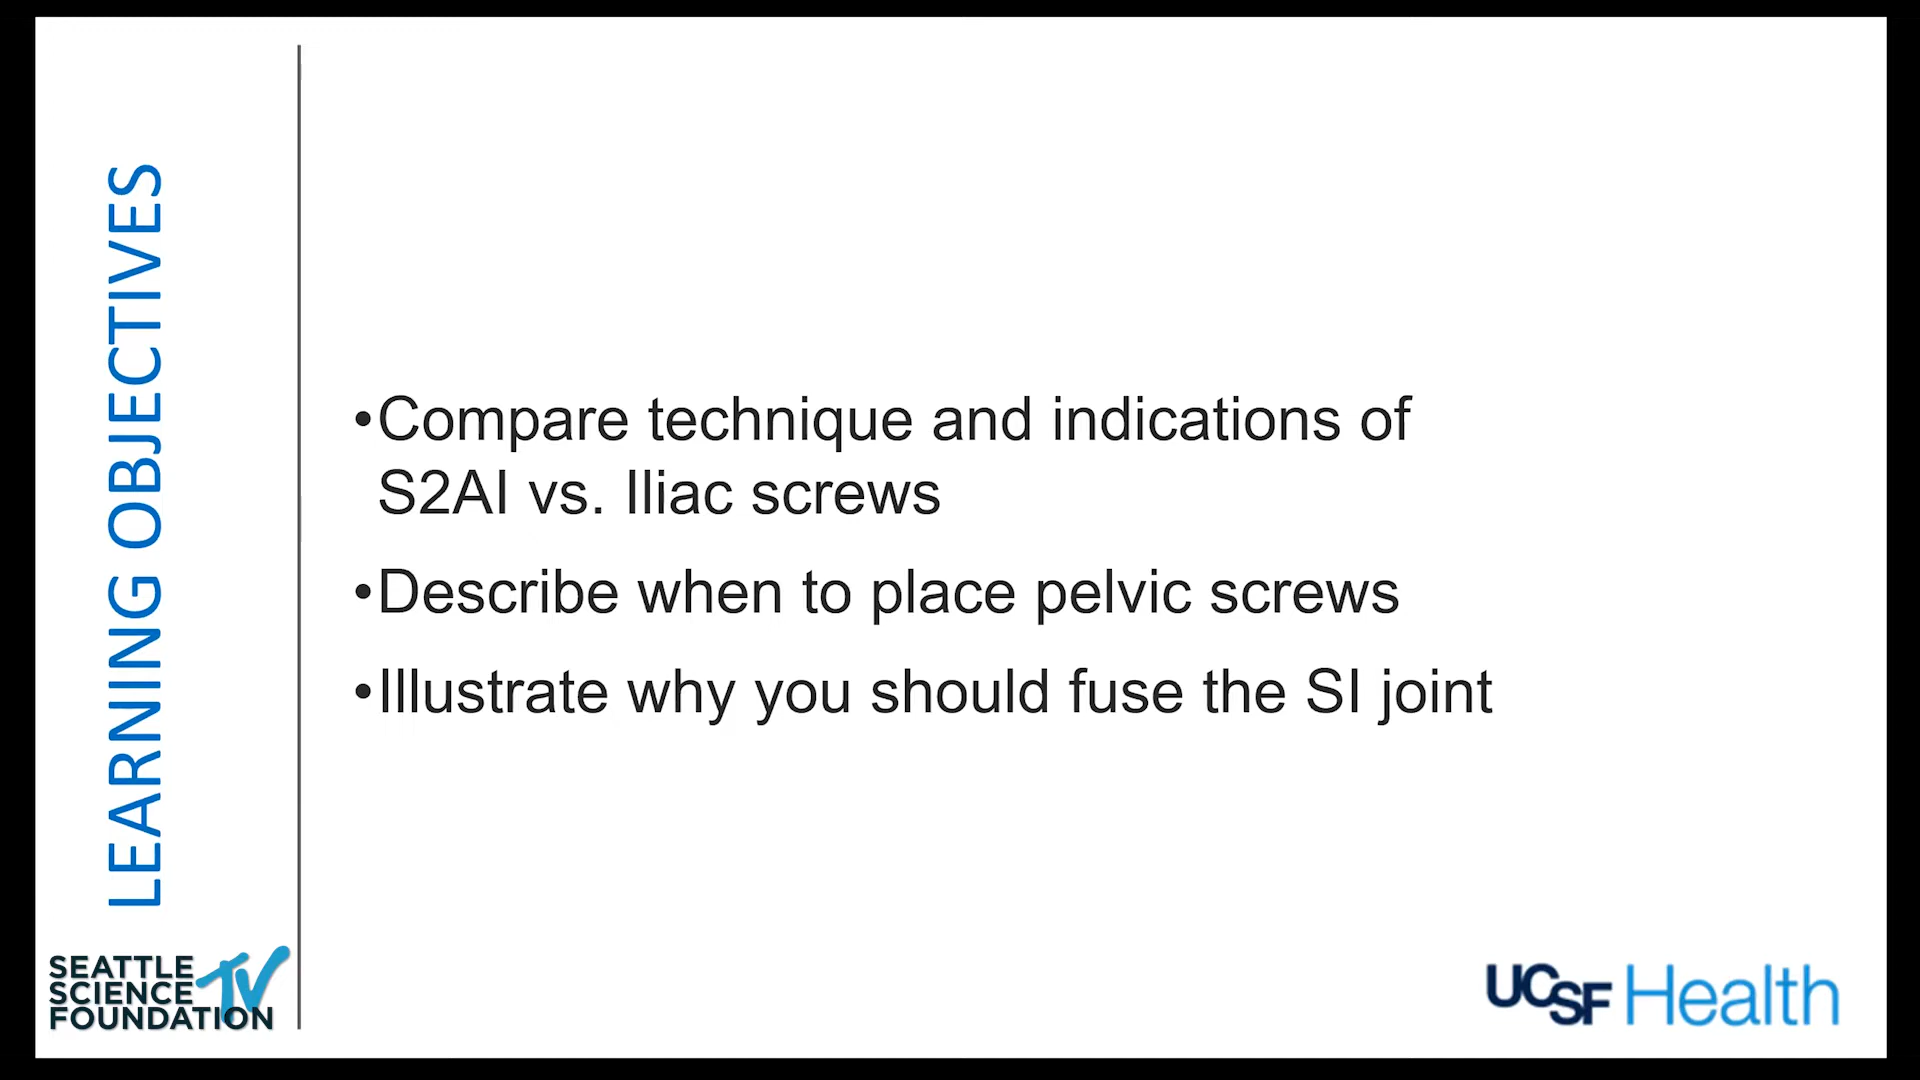 LEARNING OBJECTIVES
•Compare technique and indications of
S2AI vs. Iliac screws
•Describe when to place pelvic screws
•Illustrate why you should fuse the SI joint
SEATTLE
SCIENCE
FOUNDATION
TV
UCSF Health